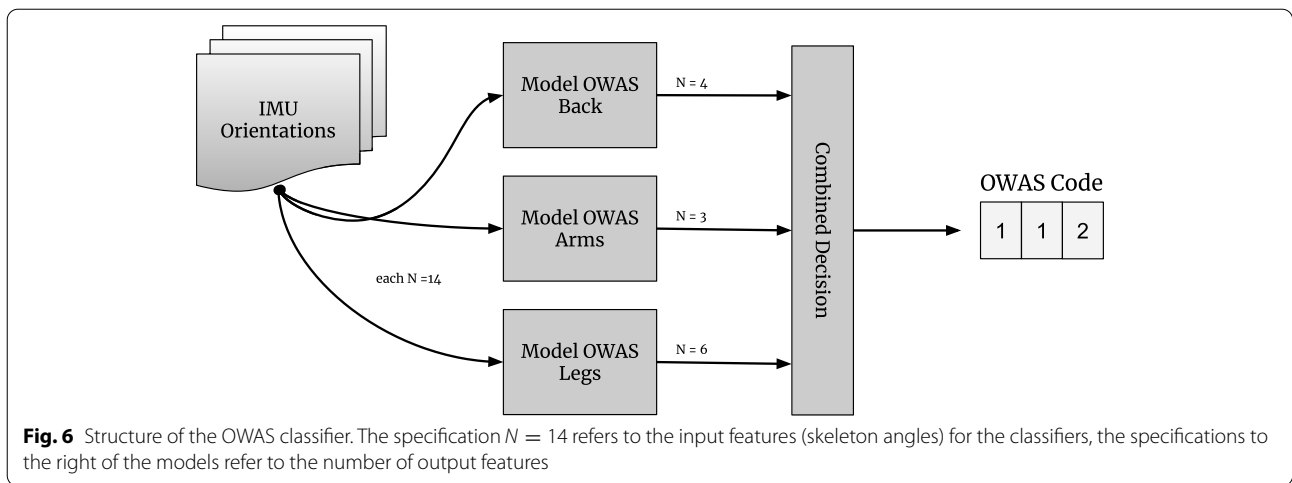 IMU
Orientations
Model OWAS
Back
N = 4
Model OWAS
Arms
N = 3
each N =14
Model OWAS
Legs
N = 6
Combined Decision
OWAS Code
1 1 2
Fig. 6 Structure of the OWAS classifier. The specification N = 14 refers to the input features (skeleton angles) for the classifiers, the specifications to
the right of the models refer to the number of output features